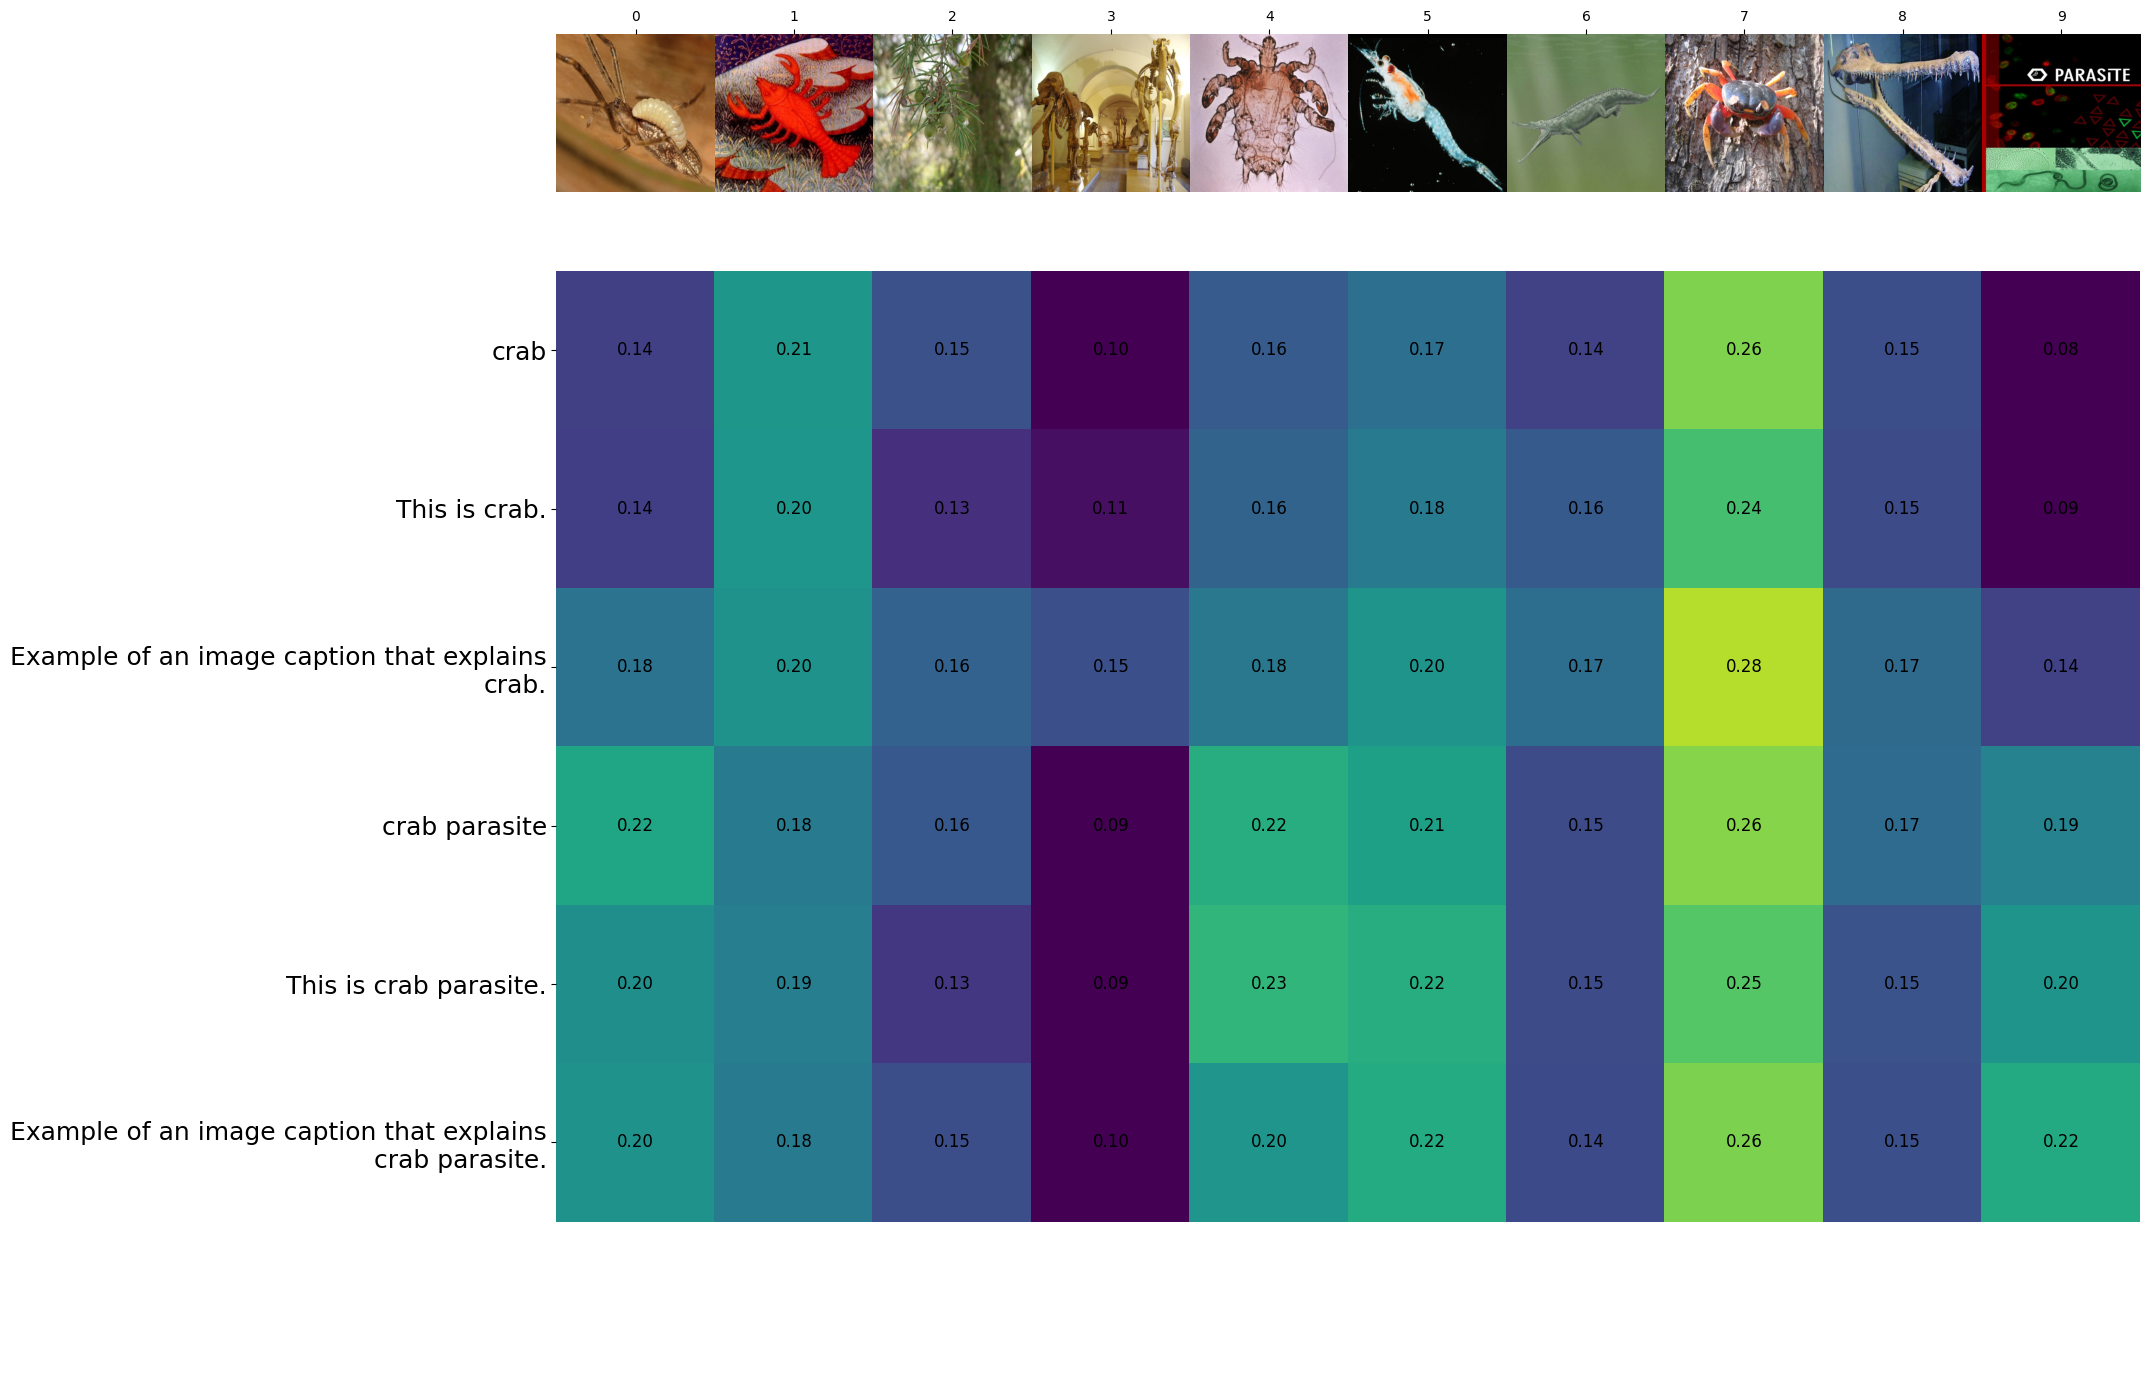 0 1 2 3 4 5 6 7 8 9
PARASiTE
crab 0.14 0.21 0.15 0.10 0.16 0.17 0.14 0.26 0.15 0.08
This is crab. 0.14 0.20 0.13 0.11 0.16 0.18 0.16 0.24 0.15 0.09
Example of an image caption that explains
crab. 0.18 0.20 0.16 0.15 0.18 0.20 0.17 0.28 0.17 0.14
crab parasite 0.22 0.18 0.16 0.09 0.22 0.21 0.15 0.26 0.17 0.19
This is crab parasite. 0.20 0.19 0.13 0.09 0.23 0.22 0.15 0.25 0.15 0.20
Example of an image caption that explains
crab parasite. 0.20 0.18 0.15 0.10 0.20 0.22 0.14 0.26 0.15 0.22